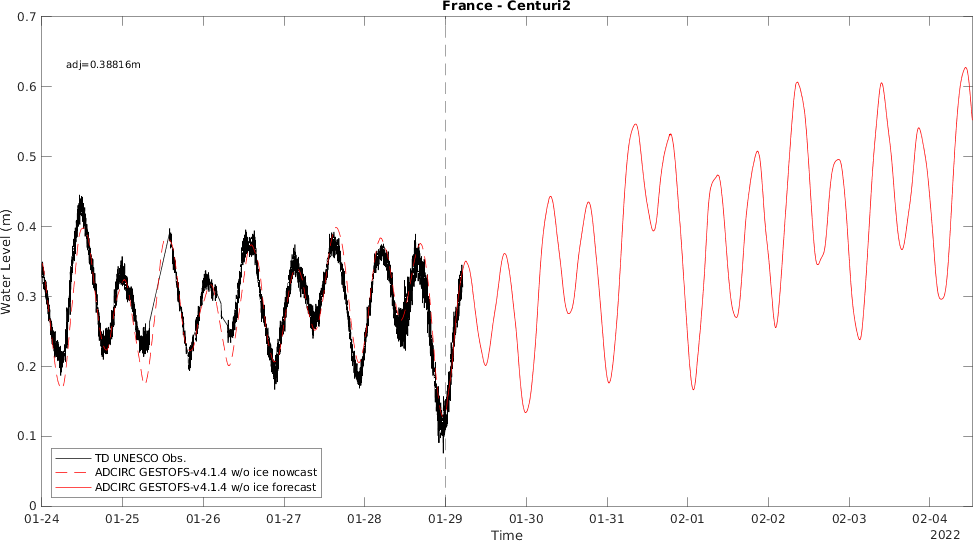 France - Centuri2
0.7
adj=0.38816m
0.6
0.5
0.4
0.3
0.2
0.1
0
Water Level (m)
TD UNESCO Obs.
ADCIRC GESTOFS-v4.1.4 w/o ice nowcast
ADCIRC GESTOFS-v4.1.4 w/o ice forecast
01-24 01-25 01-26 01-27 01-28 01-29 01-30 01-31 02-01 02-02 02-03 02-04
Time
2022